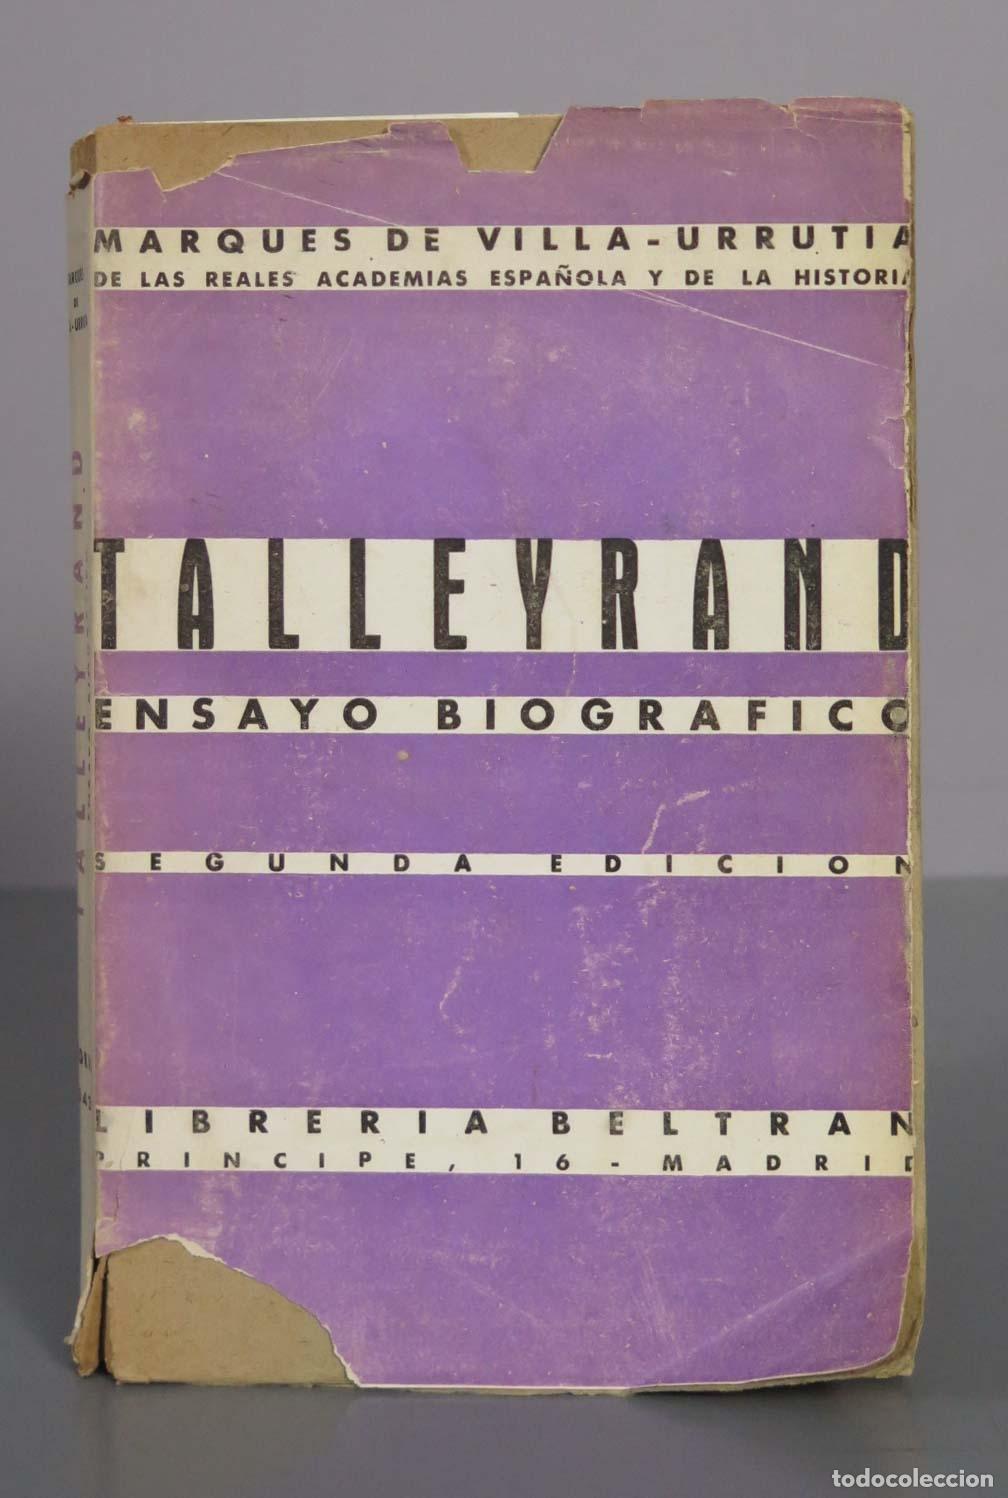 MARQUES DE VILLA-URRUTIA
DE LAS REALES ACADEMIAS ESPAÑOLA Y DE LA HISTORIA
TALLEYRAND
ENSAYO BIOGRAFICO
SEGUNDA EDICION
LIBRERIA BELTRAN
PRINCIPE, 16 - MADRID
DE
TALLEYRAND
todocoleccion